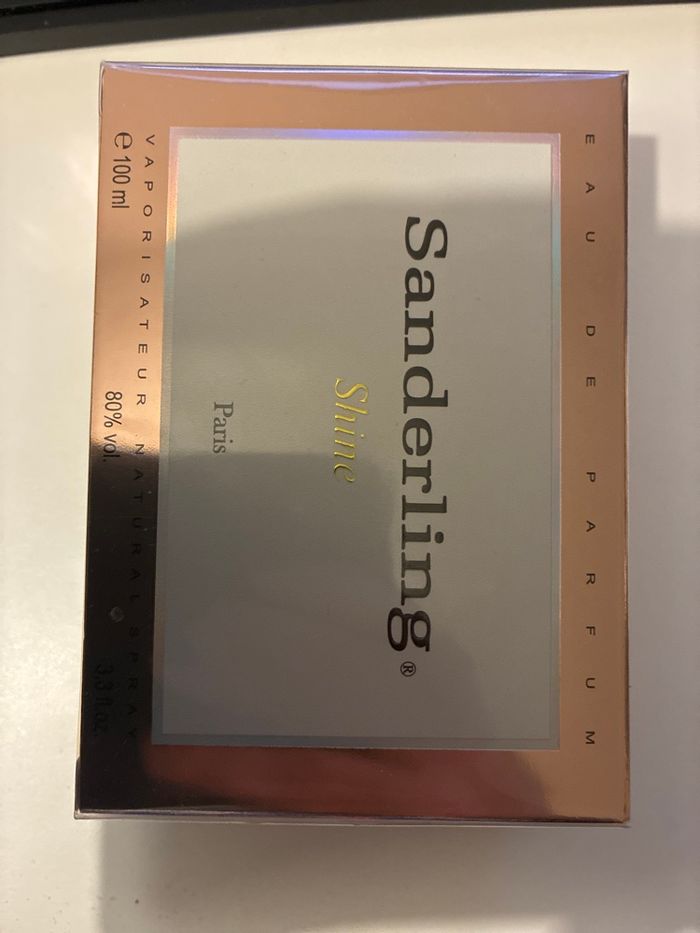 EAU DE PARFUM
Sanderling®
Shine
Paris
VAPORISATEUR NATURAL SPRAY
e 100 ml 80% vol. 3,3 fl.oz.